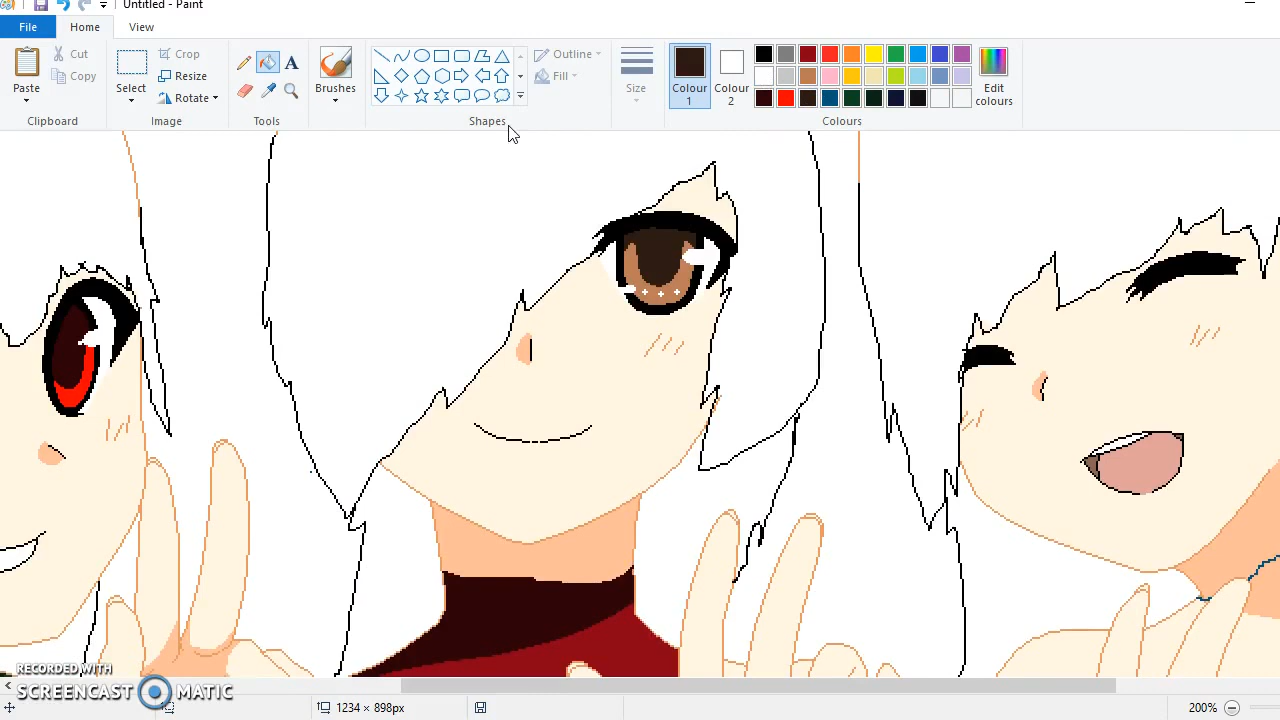 Untitled - Paint
File Home View
Cut
Copy
Paste
Clipboard
Select
Crop
Resize
Rotate
Image
A
Tools
Brushes
Outline
Fill
Shapes
Size
Colour
1
Colour
2
Edit
colours
Colours
RECORDED WITH
SCREENCAST MATIC
1234 × 898px
200%